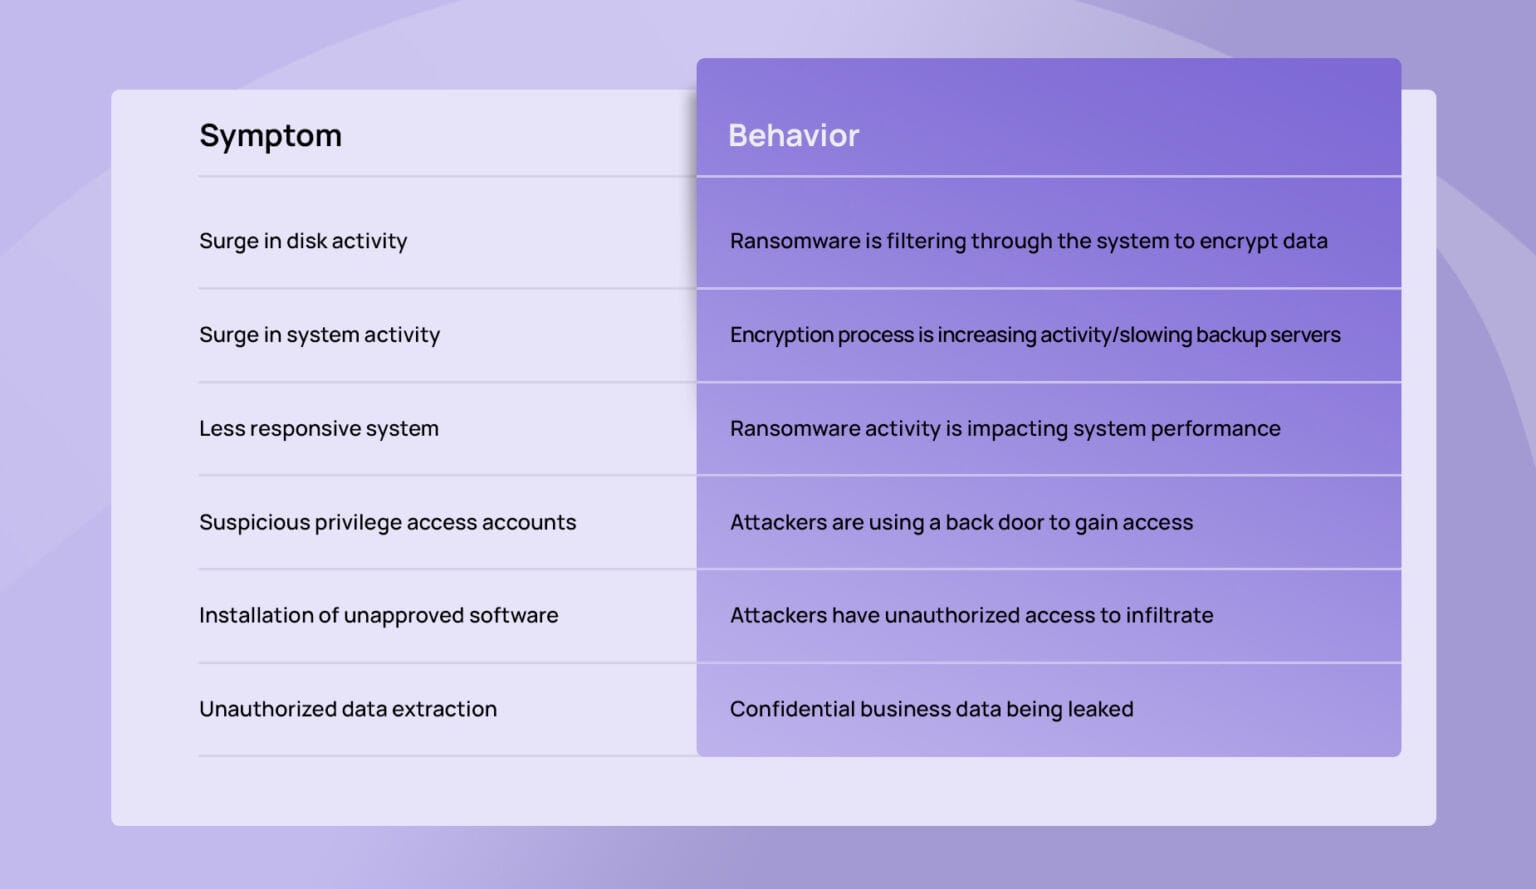 Symptom
Behavior
Surge in disk activity
Ransomware is filtering through the system to encrypt data
Surge in system activity
Encryption process is increasing activity/slowing backup servers
Less responsive system
Ransomware activity is impacting system performance
Suspicious privilege access accounts
Attackers are using a back door to gain access
Installation of unapproved software
Attackers have unauthorized access to infiltrate
Unauthorized data extraction
Confidential business data being leaked